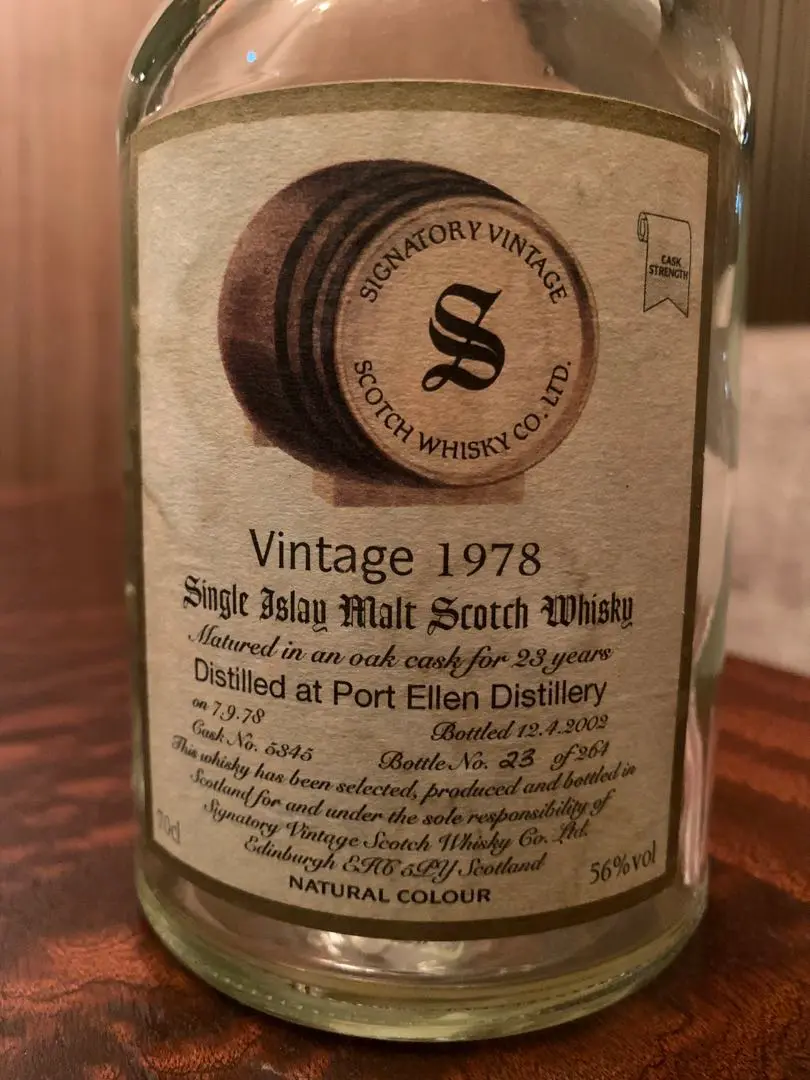 SIGNATORY VINTAGE
S
SCOTCH WHISKY CO. LTD.
CASK
STRENGTH
Vintage 1978
Single Islay Malt Scotch Whisky
Matured in an oak cask for 23 years
Distilled at Port Ellen Distillery
on 7.9.78
Bottled 12.4.2002
Cask No. 5345
Bottle No. 23 of 264
This whisky has been selected, produced and bottled in
Scotland for and under the sole responsibility of
Signatory Vintage Scotch Whisky Co. Ltd.
Edinburgh EH6 5PY Scotland
70cl
56%vol
NATURAL COLOUR